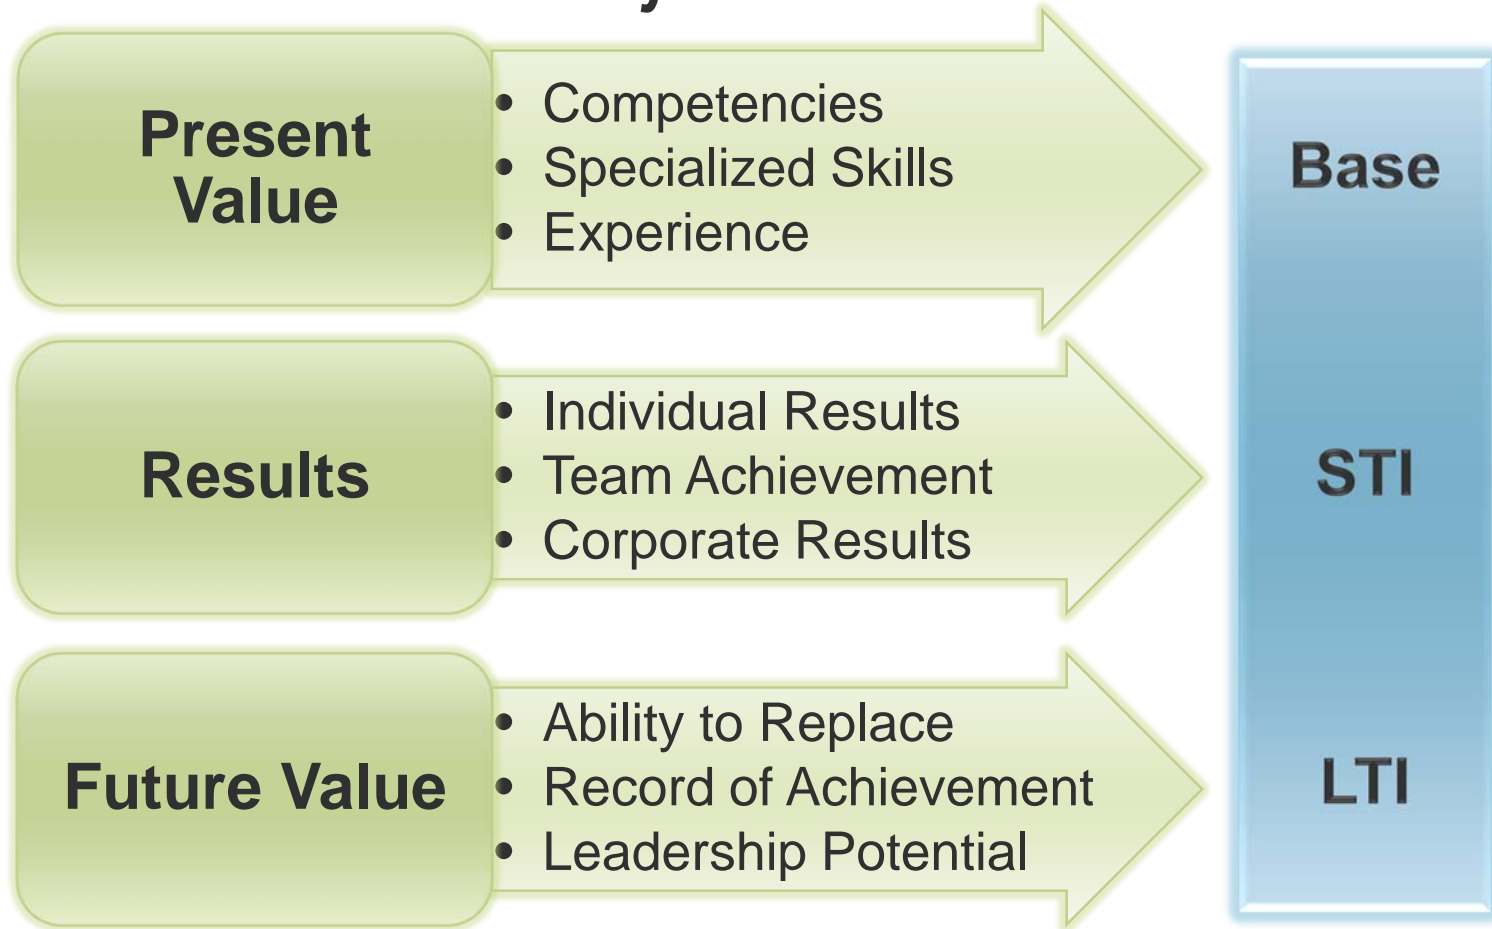 Present
Value
• Competencies
• Specialized Skills
• Experience
Base
Results
• Individual Results
• Team Achievement
• Corporate Results
STI
Future Value
• Ability to Replace
• Record of Achievement
• Leadership Potential
LTI